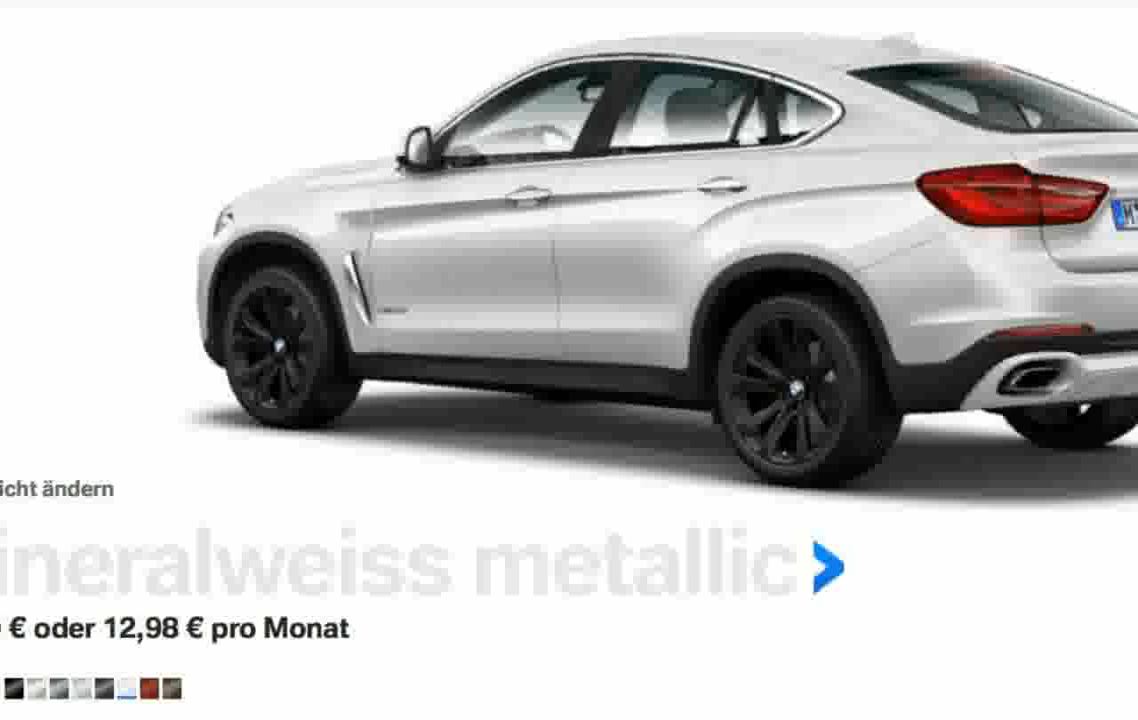 icht ändern
ineralweiss metallic
€ oder 12,98 € pro Monat